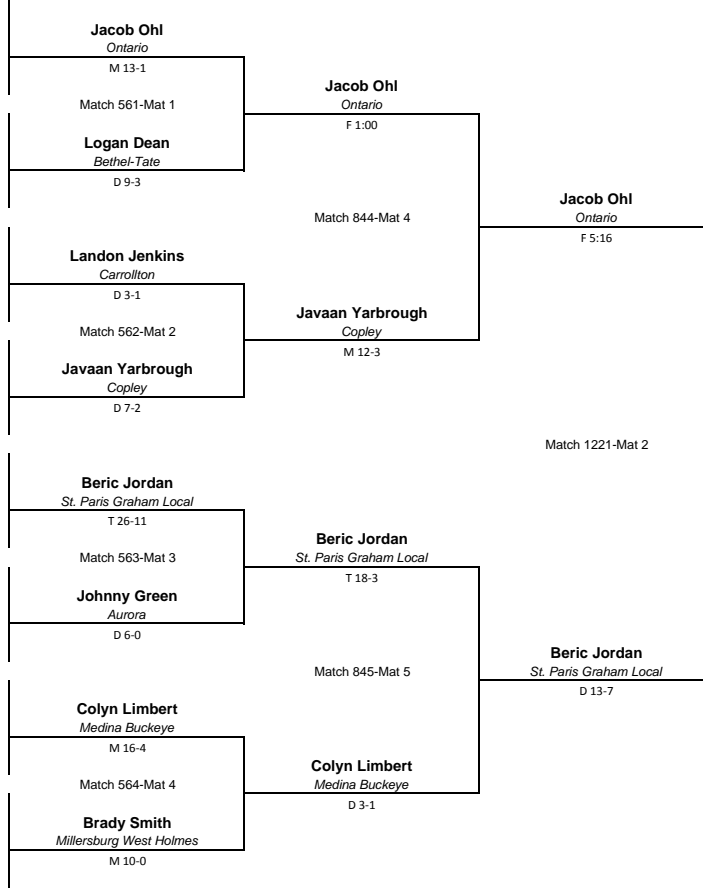 Jacob Ohl
Ontario
M 13-1
Match 561-Mat 1
Logan Dean
Bethel-Tate
D 9-3
Landon Jenkins
Carrollton
D 3-1
Match 562-Mat 2
Javaan Yarbrough
Copley
D 7-2
Beric Jordan
St. Paris Graham Local
T 26-11
Match 563-Mat 3
Johnny Green
Aurora
D 6-0
Colyn Limbert
Medina Buckeye
M 16-4
Match 564-Mat 4
Brady Smith
Millersburg West Holmes
M 10-0
Jacob Ohl
Ontario
F 1:00
Match 844-Mat 4
Javaan Yarbrough
Copley
M 12-3
Beric Jordan
St. Paris Graham Local
T 18-3
Match 845-Mat 5
Colyn Limbert
Medina Buckeye
D 3-1
Jacob Ohl
Ontario
F 5:16
Match 1221-Mat 2
Beric Jordan
St. Paris Graham Local
D 13-7